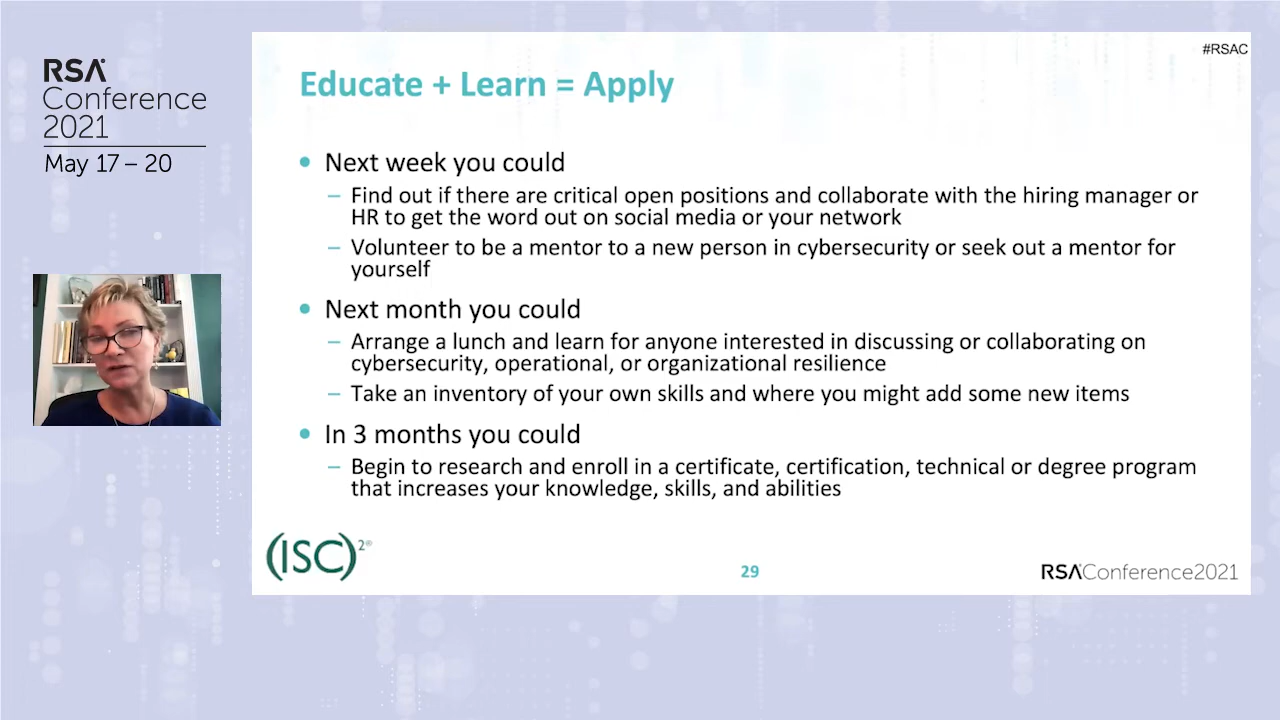 RSA
Conference
2021
May 17 – 20
#RSAC
Educate + Learn = Apply
• Next week you could
– Find out if there are critical open positions and collaborate with the hiring manager or
HR to get the word out on social media or your network
– Volunteer to be a mentor to a new person in cybersecurity or seek out a mentor for
yourself
• Next month you could
– Arrange a lunch and learn for anyone interested in discussing or collaborating on
cybersecurity, operational, or organizational resilience
– Take an inventory of your own skills and where you might add some new items
• In 3 months you could
– Begin to research and enroll in a certificate, certification, technical or degree program
that increases your knowledge, skills, and abilities
(ISC)²®
29
RSAConference2021